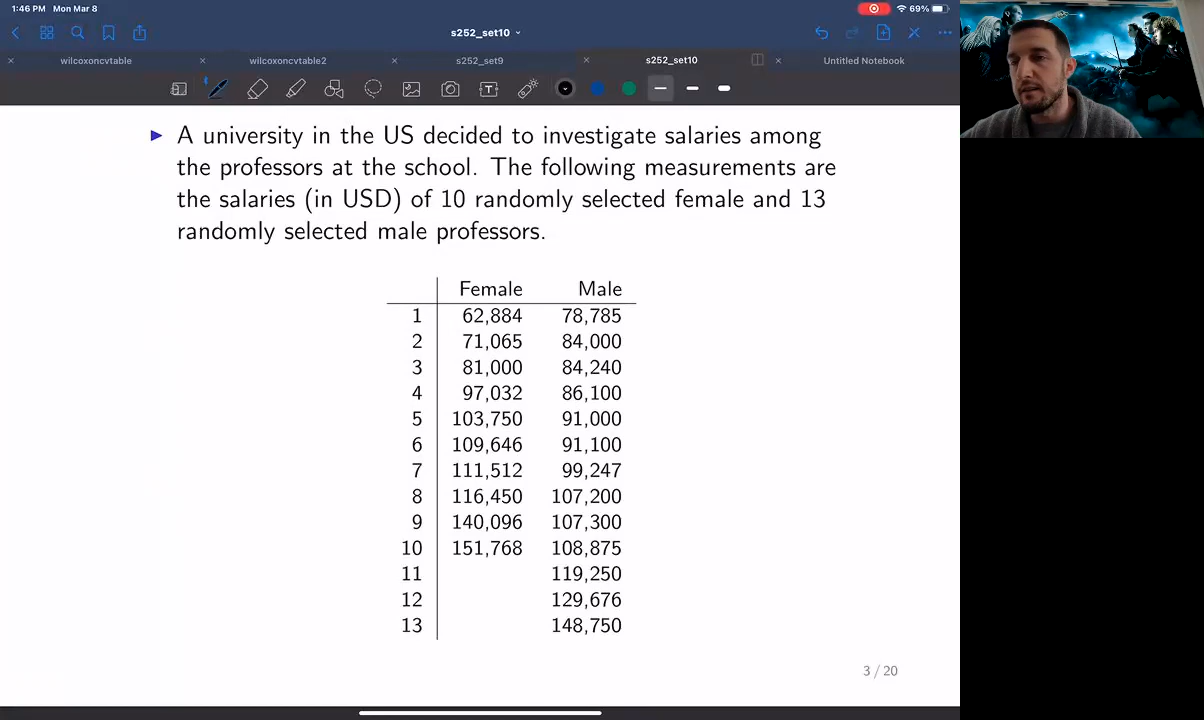 1:46 PM Mon Mar 8
69%
s252_set10
wilcoxoncvtable
wilcoxoncvtable2
s252_set9
s252_set10
Untitled Notebook
A university in the US decided to investigate salaries among
the professors at the school. The following measurements are
the salaries (in USD) of 10 randomly selected female and 13
randomly selected male professors.
Female Male
1 62,884 78,785
2 71,065 84,000
3 81,000 84,240
4 97,032 86,100
5 103,750 91,000
6 109,646 91,100
7 111,512 99,247
8 116,450 107,200
9 140,096 107,300
10 151,768 108,875
11 119,250
12 129,676
13 148,750
3 / 20